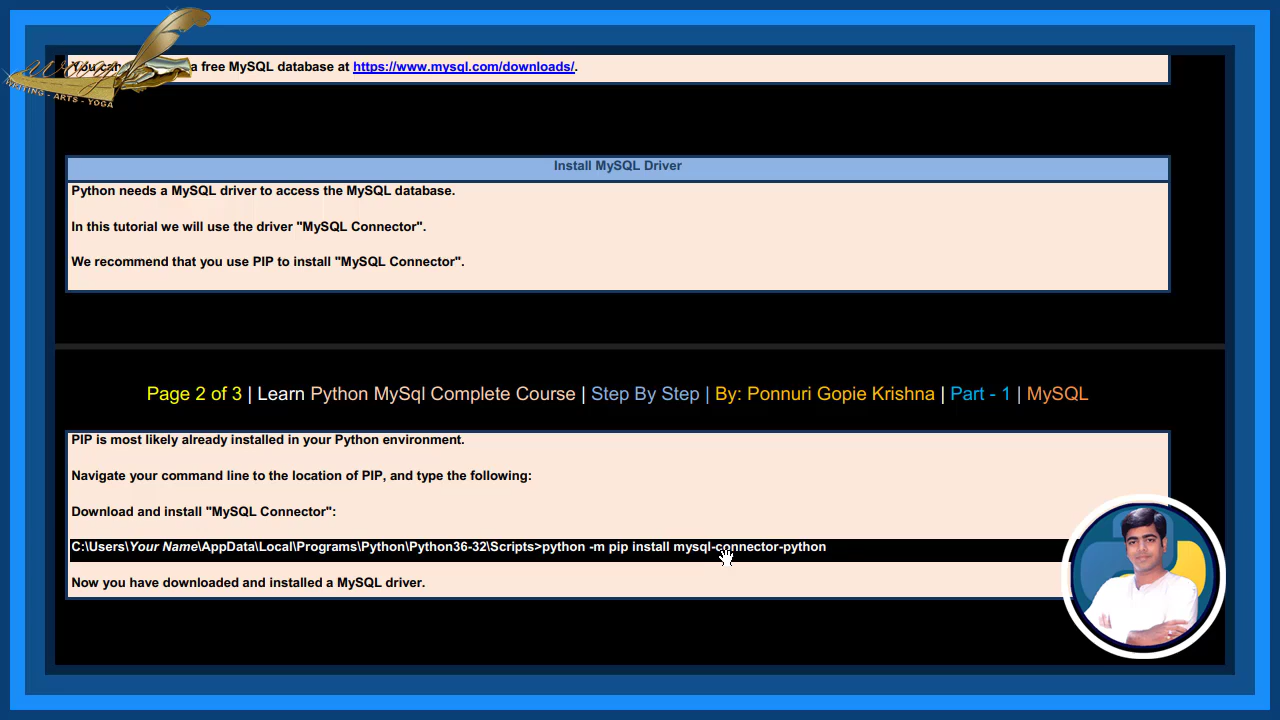 a free MySQL database at https://www.mysql.com/downloads/.
WRITING - ARTS - YOGA
Install MySQL Driver
Python needs a MySQL driver to access the MySQL database.
In this tutorial we will use the driver "MySQL Connector".
We recommend that you use PIP to install "MySQL Connector".
Page 2 of 3 | Learn Python MySql Complete Course | Step By Step | By: Ponnuri Gopie Krishna | Part - 1 | MySQL
PIP is most likely already installed in your Python environment.
Navigate your command line to the location of PIP, and type the following:
Download and install "MySQL Connector":
C:\Users\Your Name\AppData\Local\Programs\Python\Python36-32\Scripts>python -m pip install mysql-connector-python
Now you have downloaded and installed a MySQL driver.